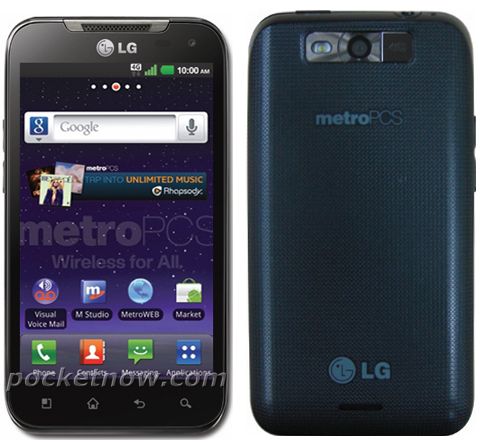 LG
4G 10:00 AM
g Google
metroPCS
TAP INTO UNLIMITED MUSIC
Rhapsody
metroPCS
Wireless for All.
Visual
Voice Mail
M Studio
MetroWEB
Market
Phone
Contacts
Messaging
Applications
pocketnow.com
metroPCS
LG